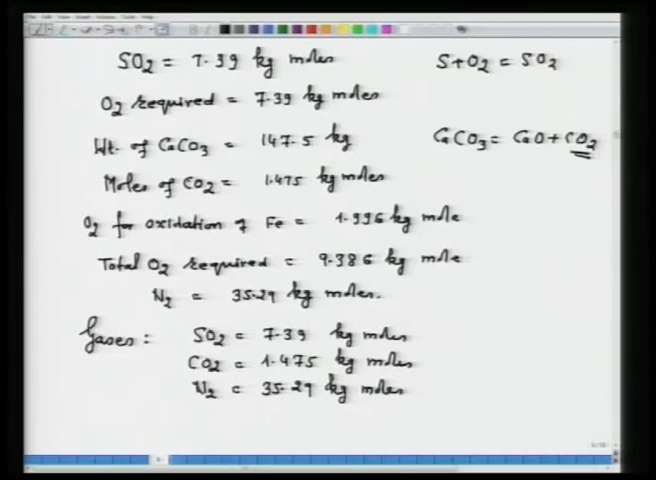 SO2 = 7.39 kg moles S+O2 = SO2
O2 required = 7.39 kg moles
Wt. of CaCO3 = 147.5 kg CaCO3 = CaO+CO2
Moles of CO2 = 1.475 kg moles
O2 for oxidation of Fe = 1.996 kg mole
Total O2 required = 9.386 kg mole
N2 = 35.29 kg moles.
Gases: SO2 = 7.39 kg moles
CO2 = 1.475 kg moles
N2 = 35.29 kg moles